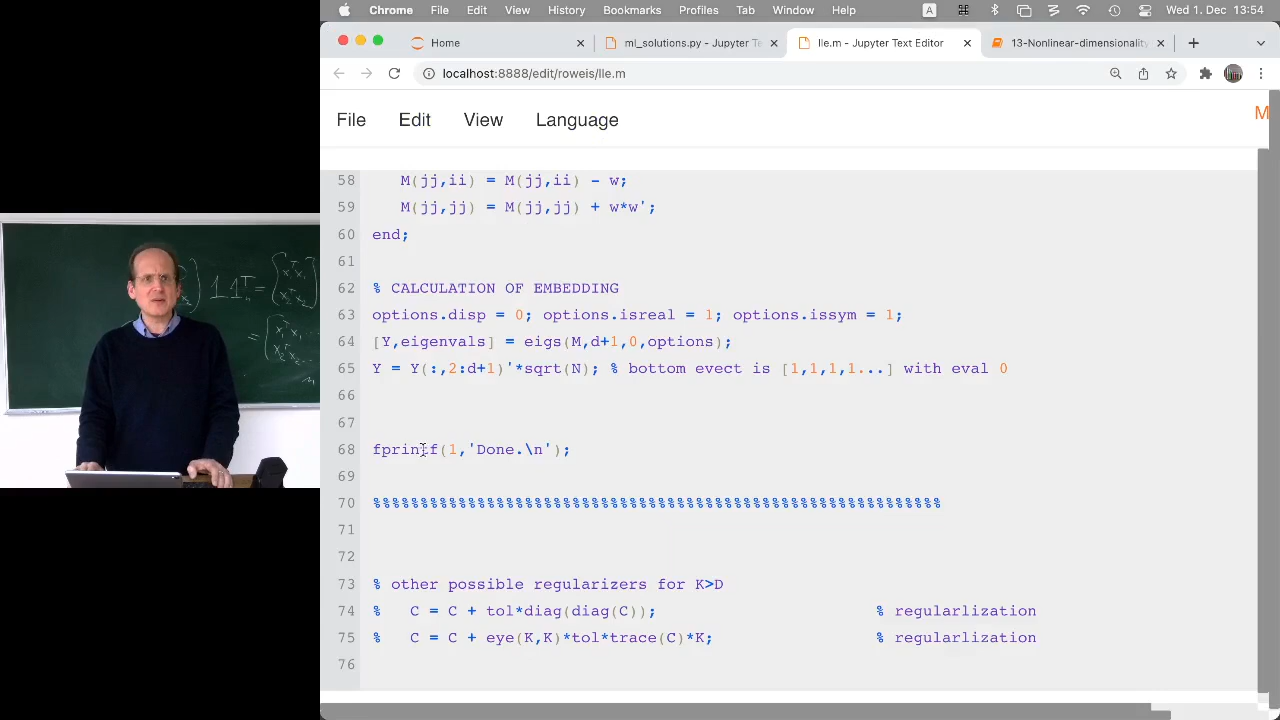 Chrome File Edit View History Bookmarks Profiles Tab Window Help A Wed 1. Dec 13:54
Home ml_solutions.py - Jupyter Te lle.m - Jupyter Text Editor 13-Nonlinear-dimensionality
localhost:8888/edit/roweis/lle.m
File Edit View Language M
58 M(jj,ii) = M(jj,ii) - w;
59 M(jj,jj) = M(jj,jj) + w*w';
60 end;
61
62 % CALCULATION OF EMBEDDING
63 options.disp = 0; options.isreal = 1; options.issym = 1;
64 [Y,eigenvals] = eigs(M,d+1,0,options);
65 Y = Y(:,2:d+1)'*sqrt(N); % bottom evect is [1,1,1,1...] with eval 0
66
67
68 fprintf(1,'Done.\n');
69
70 %%%%%%%%%%%%%%%%%%%%%%%%%%%%%%%%%%%%%%%%%%%%%%%%%%%%%%%%%%%%
71
72
73 % other possible regularizers for K>D
74 % C = C + tol*diag(diag(C)); % regularlization
75 % C = C + eye(K,K)*tol*trace(C)*K; % regularlization
76